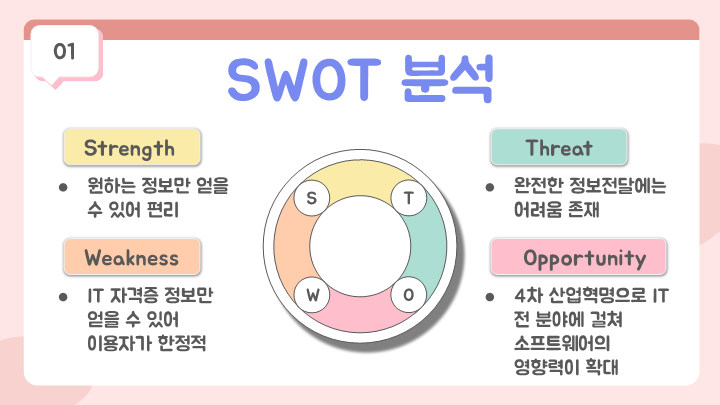 01
SWOT 분석
Strength
원하는 정보만 얻을
수 있어 편리
Weakness
IT 자격증 정보만
얻을 수 있어
이용자가 한정적
S
T
W
O
Threat
완전한 정보전달에는
어려움 존재
Opportunity
4차 산업혁명으로 IT
전 분야에 걸쳐
소프트웨어의
영향력이 확대